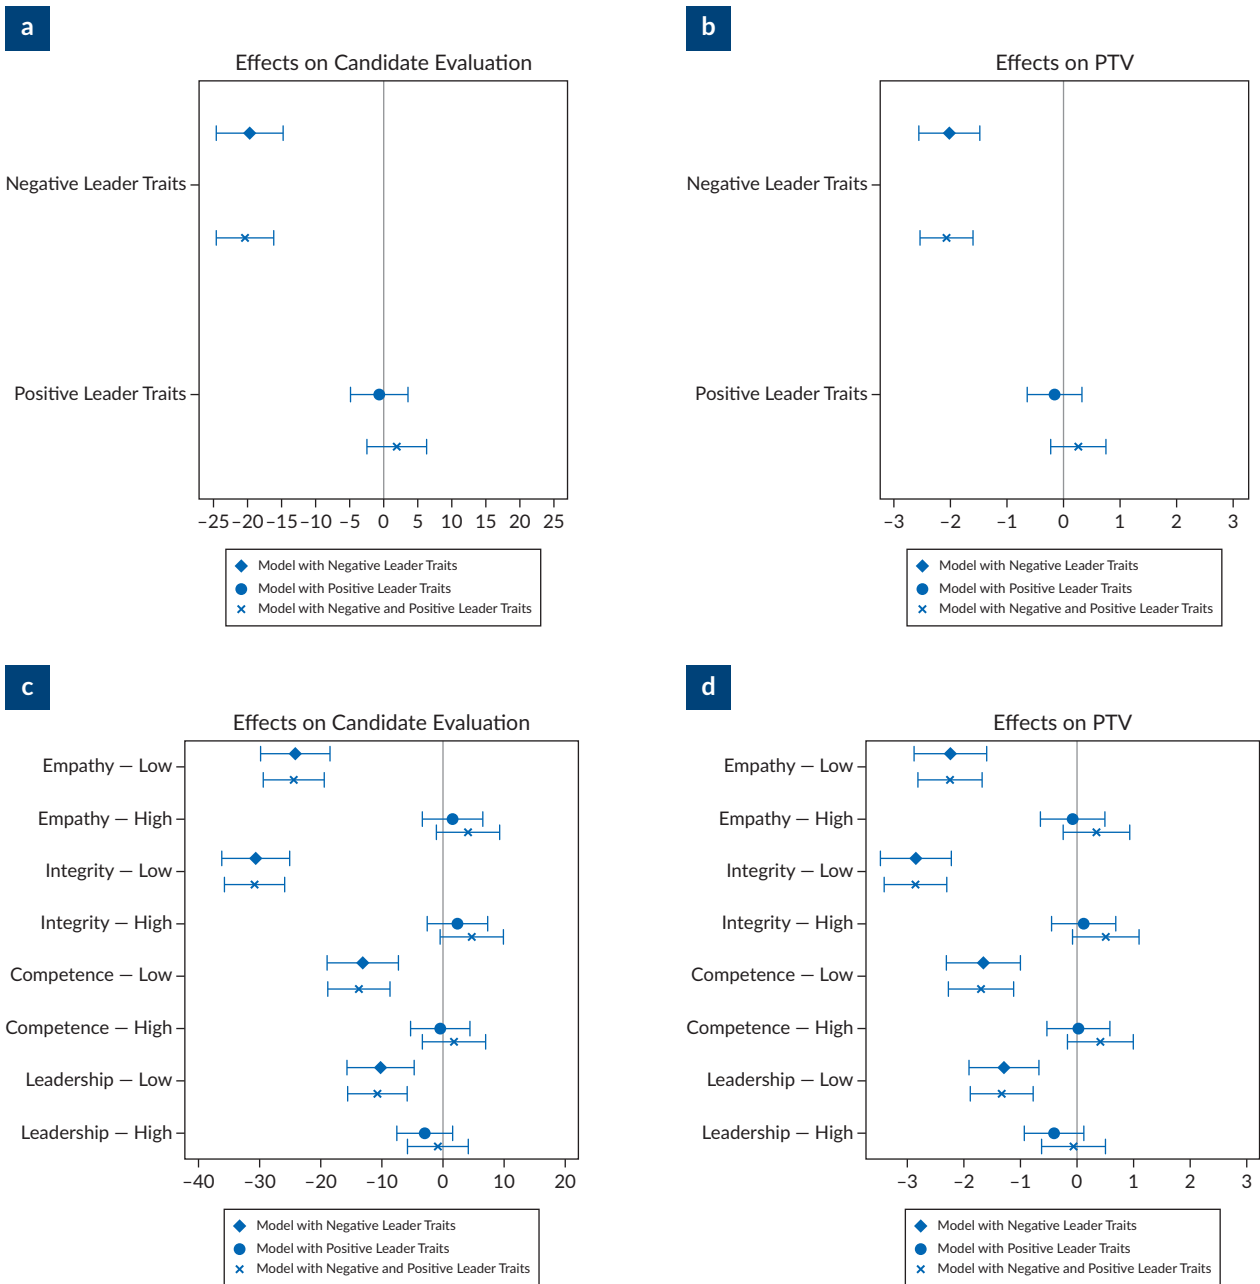 a
Effects on Candidate Evaluation
Negative Leader Traits
Positive Leader Traits
–25 –20 –15 –10 –5 0 5 10 15 20 25
Model with Negative Leader Traits
Model with Positive Leader Traits
Model with Negative and Positive Leader Traits
b
Effects on PTV
Negative Leader Traits
Positive Leader Traits
–3 –2 –1 0 1 2 3
Model with Negative Leader Traits
Model with Positive Leader Traits
Model with Negative and Positive Leader Traits
c
Effects on Candidate Evaluation
Empathy — Low
Empathy — High
Integrity — Low
Integrity — High
Competence — Low
Competence — High
Leadership — Low
Leadership — High
–40 –30 –20 –10 0 10 20
Model with Negative Leader Traits
Model with Positive Leader Traits
Model with Negative and Positive Leader Traits
d
Effects on PTV
Empathy — Low
Empathy — High
Integrity — Low
Integrity — High
Competence — Low
Competence — High
Leadership — Low
Leadership — High
–3 –2 –1 0 1 2 3
Model with Negative Leader Traits
Model with Positive Leader Traits
Model with Negative and Positive Leader Traits